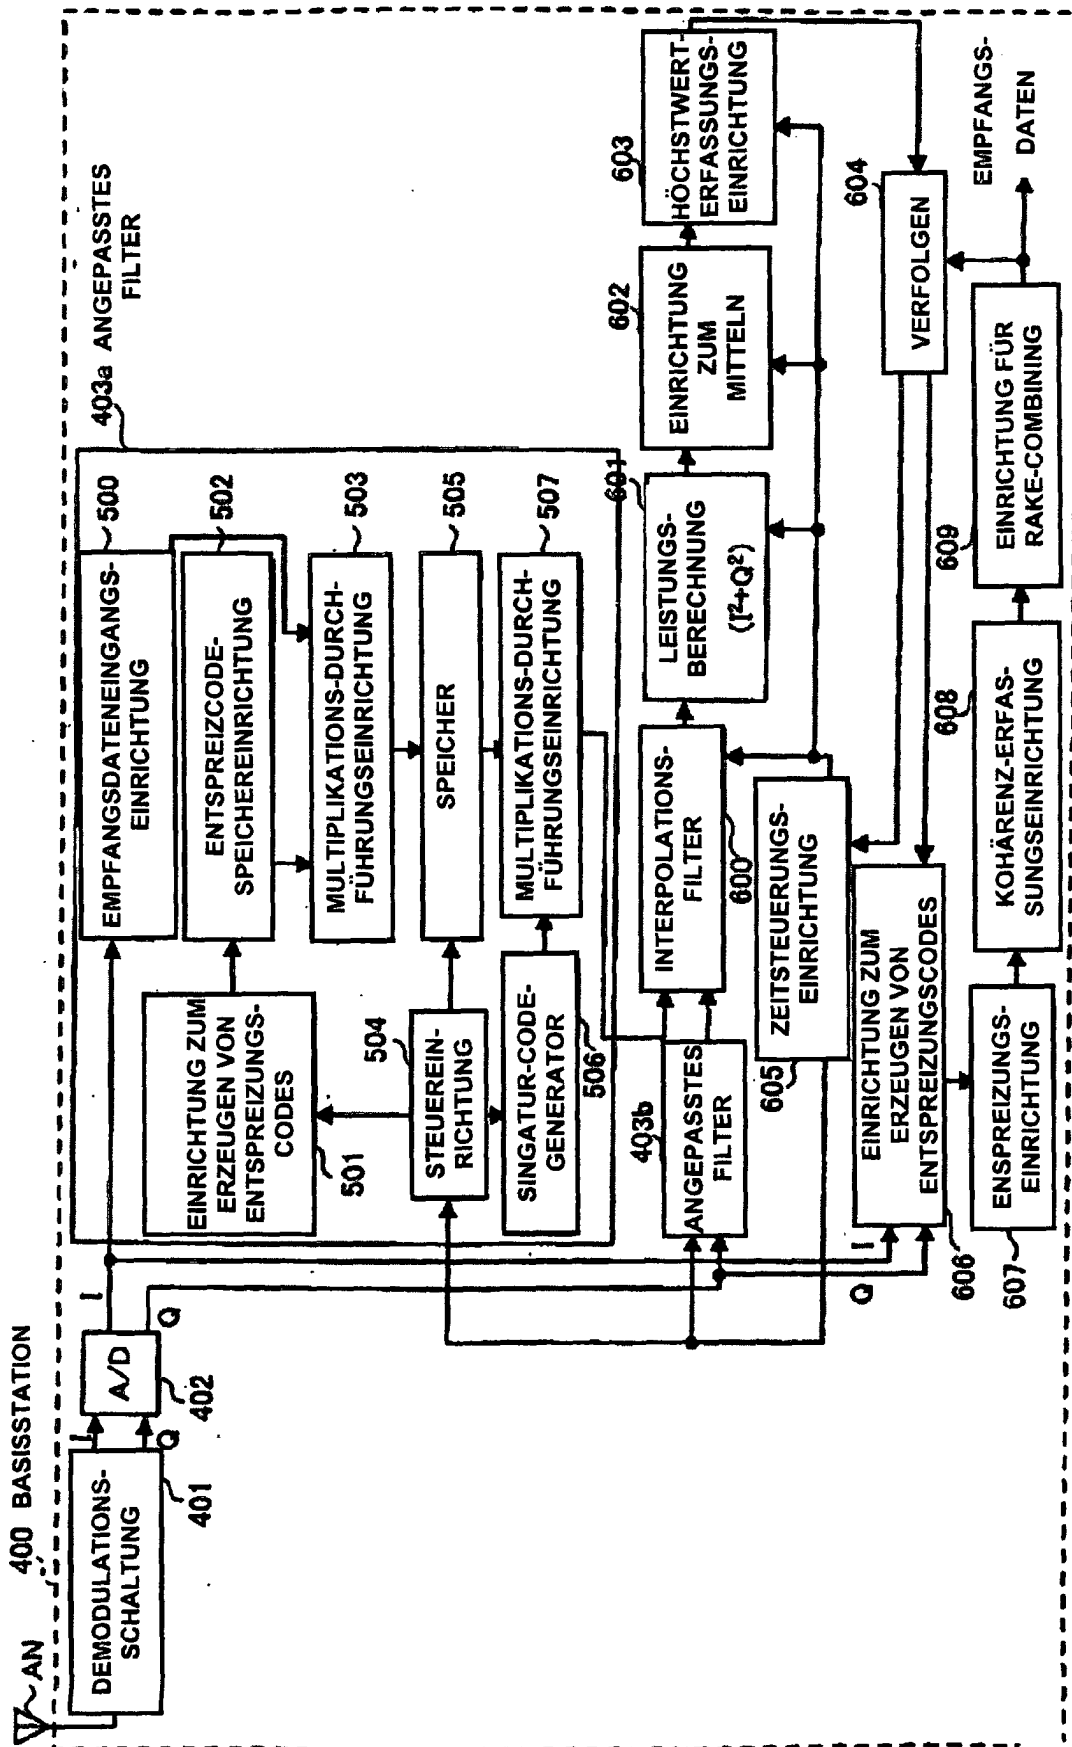 400 BASISSTATION
AN
DEMODULATIONS-
SCHALTUNG
401
I
Q
A/D
402
I
Q
403a ANGEPASSTES
FILTER
EMPFANGSDATENEINGANGS-
EINRICHTUNG
500
EINRICHTUNG ZUM
ERZEUGEN VON
ENTSPREIZUNGS-
CODES
501
ENTSPREIZCODE-
SPEICHEREINRICHTUNG
502
MULTIPLIKATIONS-DURCH-
FÜHRUNGSEINRICHTUNG
503
504
STEUEREIN-
RICHTUNG
SPEICHER
505
SINGATUR-CODE-
GENERATOR
506
MULTIPLIKATIONS-DURCH-
FÜHRUNGSEINRICHTUNG
507
403b
ANGEPASSTES
FILTER
INTERPOLATIONS-
FILTER
600
601
LEISTUNGS-
BERECHNUNG
(I²+Q²)
602
EINRICHTUNG
ZUM
MITTELN
603
HÖCHSTWERT-
ERFASSUNGS-
EINRICHTUNG
605
ZEITSTEUERUNGS-
EINRICHTUNG
604
VERFOLGEN
I
Q
EINRICHTUNG ZUM
ERZEUGEN VON
ENTSPREIZUNGSCODES
606
607
ENSPREIZUNGS-
EINRICHTUNG
608
KOHÄRENZ-ERFAS-
SUNGSEINRICHTUNG
609
EINRICHTUNG FÜR
RAKE-COMBINING
EMPFANGS-
DATEN